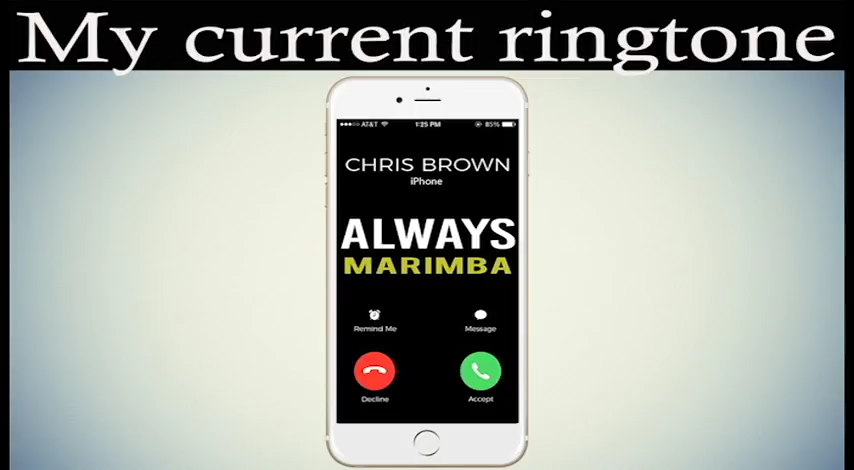 My current ringtone
AT&T 1:25 PM 85%
CHRIS BROWN
iPhone
ALWAYS
MARIMBA
Remind Me Message
Decline Accept